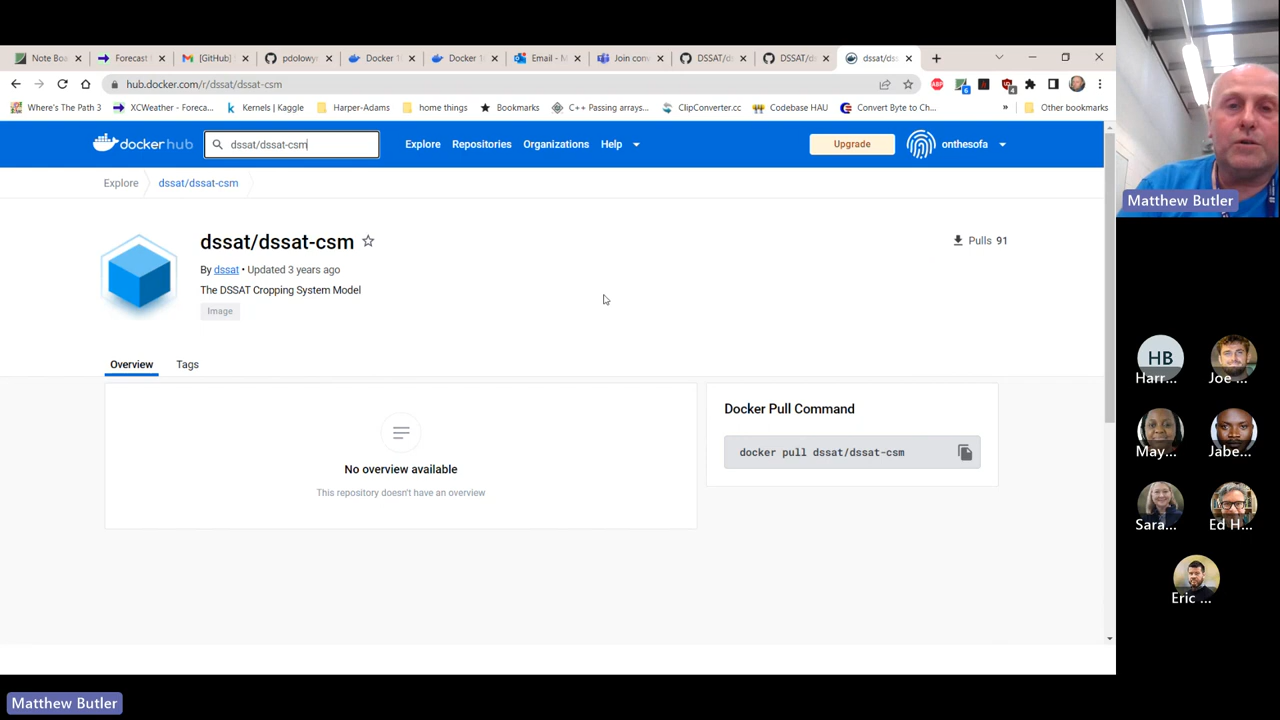 Note Boa
Forecast
[GitHub]
pdolowy
Docker 1
Docker 1
Email - M
Join con
DSSAT/d
DSSAT/d
dssat/ds
hub.docker.com/r/dssat/dssat-csm
Where's The Path 3
XCWeather - Foreca...
Kernels | Kaggle
Harper-Adams
home things
Bookmarks
C++ Passing arrays...
ClipConverter.cc
Codebase HAU
Convert Byte to Ch...
»
Other bookmarks
docker hub
dssat/dssat-csm
Explore
Repositories
Organizations
Help
Upgrade
onthesofa
Explore
dssat/dssat-csm
dssat/dssat-csm
Pulls 91
By dssat • Updated 3 years ago
The DSSAT Cropping System Model
Image
Overview
Tags
No overview available
This repository doesn't have an overview
Docker Pull Command
docker pull dssat/dssat-csm
Matthew Butler
HB
Harr...
Joe ...
May...
Jabe...
Sara...
Ed H...
Eric ...
Matthew Butler